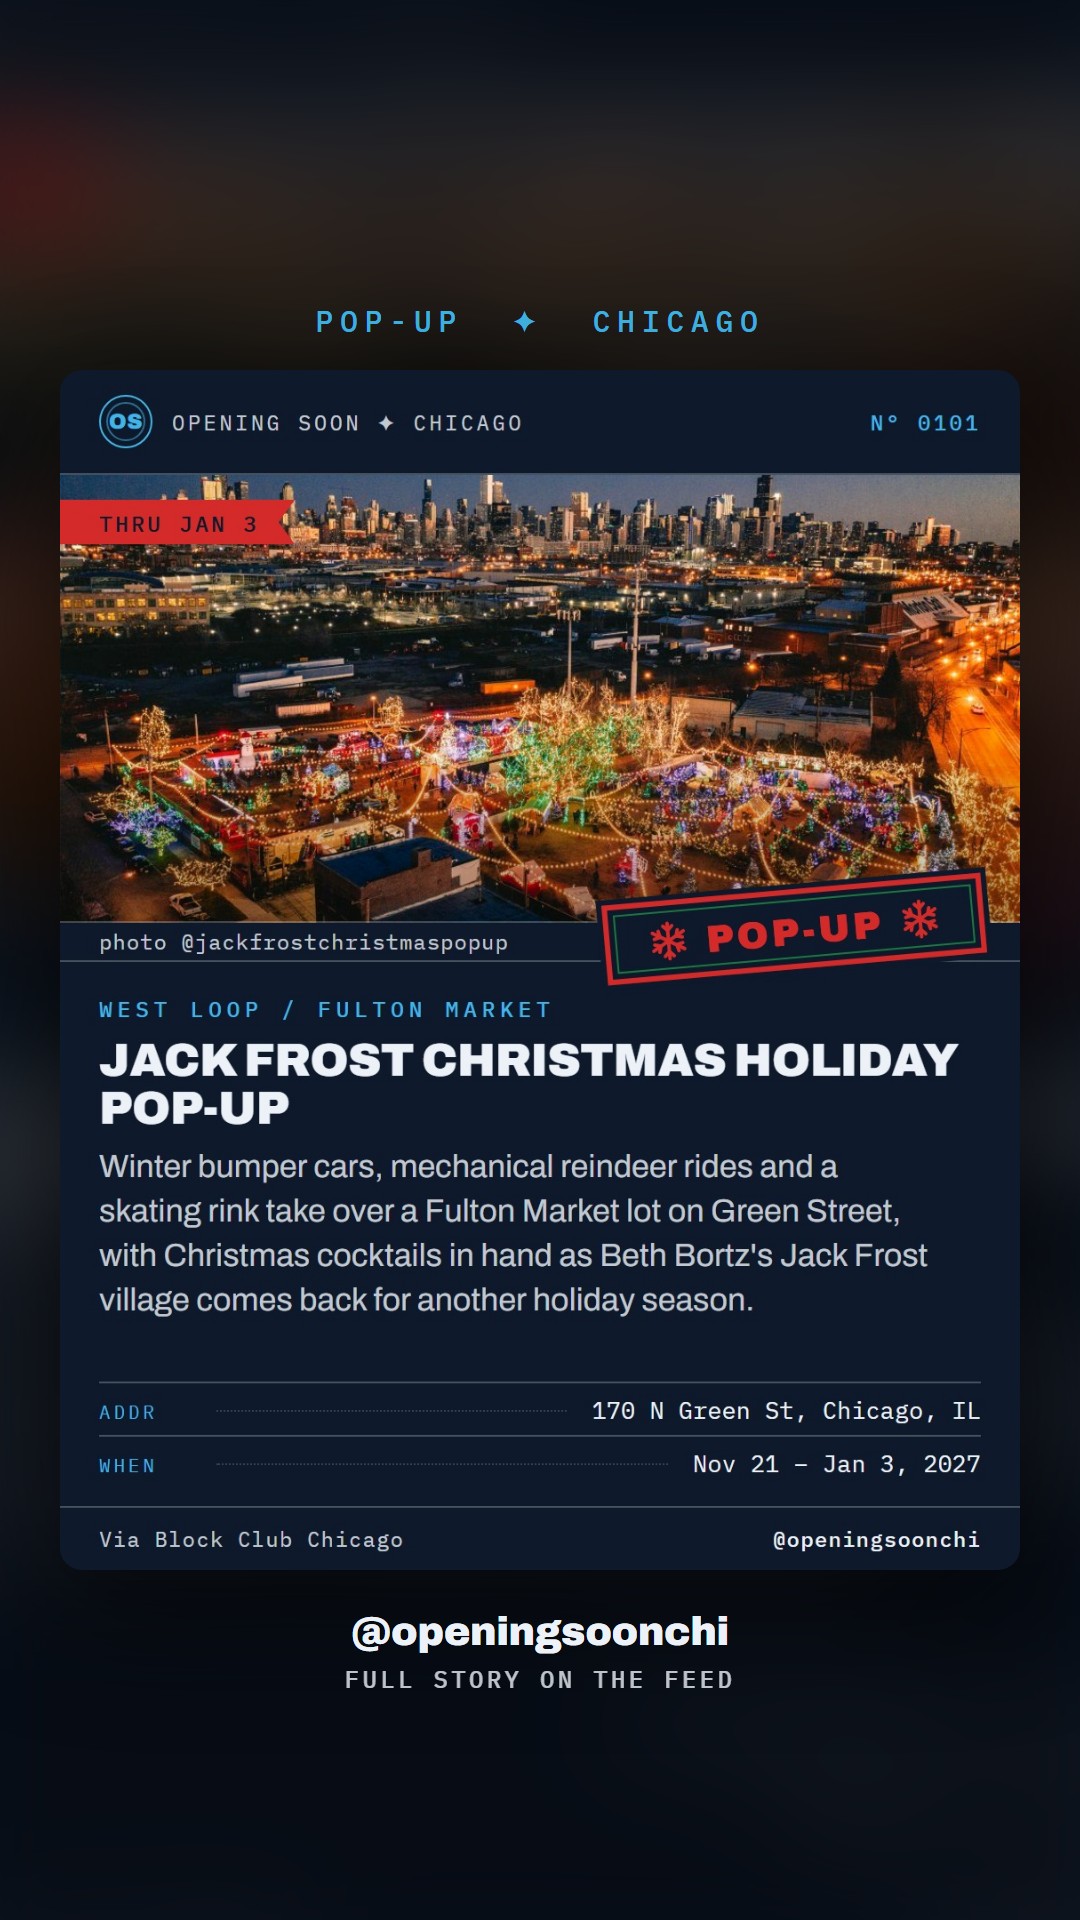 POP-UP ✦ CHICAGO
OS OPENING SOON ✦ CHICAGO N° 0101
THRU JAN 3
photo @jackfrostchristmaspopup
POP-UP
WEST LOOP / FULTON MARKET
JACK FROST CHRISTMAS HOLIDAY
POP-UP
Winter bumper cars, mechanical reindeer rides and a
skating rink take over a Fulton Market lot on Green Street,
with Christmas cocktails in hand as Beth Bortz's Jack Frost
village comes back for another holiday season.
ADDR 170 N Green St, Chicago, IL
WHEN Nov 21 – Jan 3, 2027
Via Block Club Chicago @openingsoonchi
@openingsoonchi
FULL STORY ON THE FEED